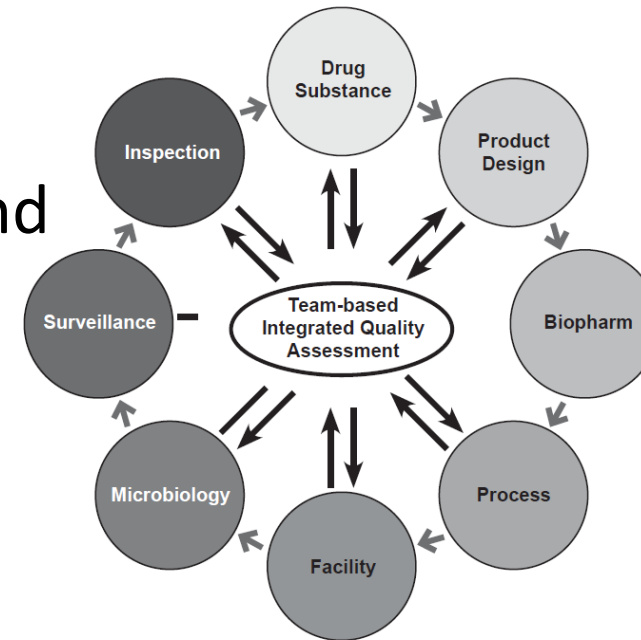 Drug
Substance
Product
Design
Inspection
nd
Surveillance
Team-based
Integrated Quality
Assessment
Biopharm
Microbiology
Process
Facility